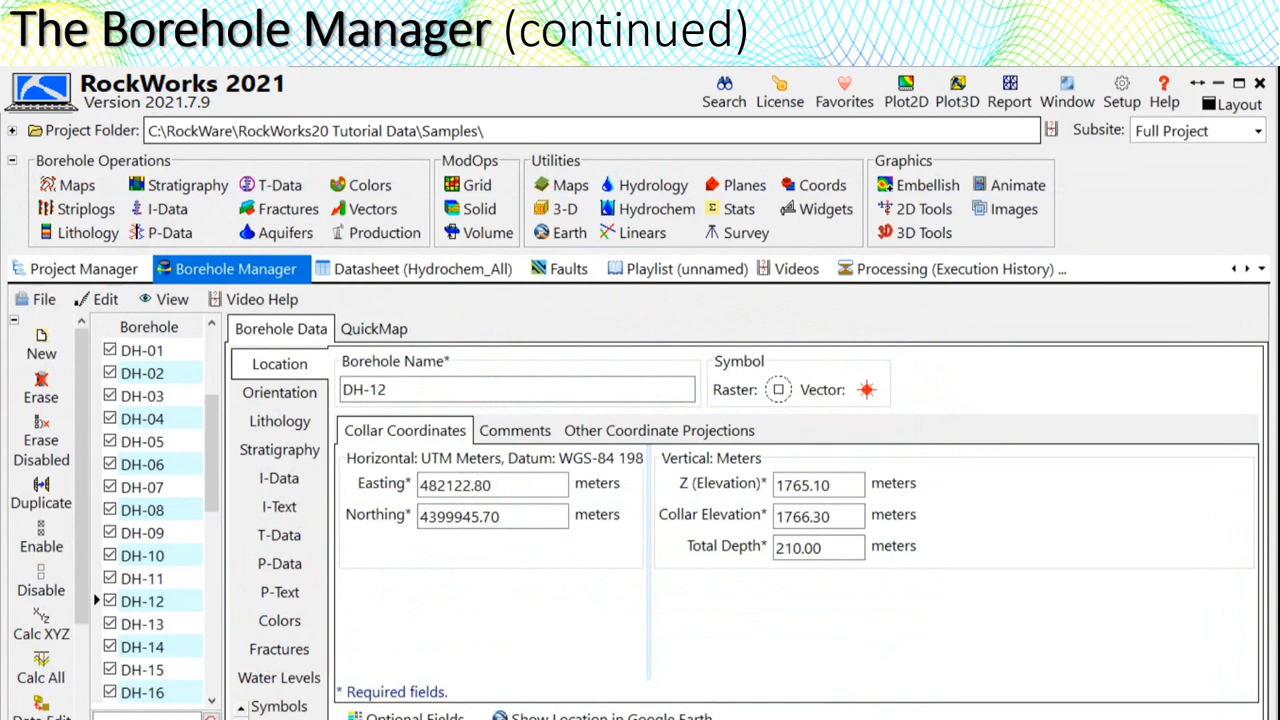 The Borehole Manager (continued)
RockWorks 2021
Version 2021.7.9
Search License Favorites Plot2D Plot3D Report Window Setup Help Layout
Project Folder: C:\RockWare\RockWorks20 Tutorial Data\Samples\ Subsite: Full Project
Borehole Operations ModOps Utilities Graphics
Maps Stratigraphy T-Data Colors Grid Maps Hydrology Planes Coords Embellish Animate
Striplogs I-Data Fractures Vectors Solid 3-D Hydrochem Stats Widgets 2D Tools Images
Lithology P-Data Aquifers Production Volume Earth Linears Survey 3D Tools
Project Manager Borehole Manager Datasheet (Hydrochem_All) Faults Playlist (unnamed) Videos Processing (Execution History) ...
File Edit View Video Help
New
Erase
Erase
Disabled
Duplicate
Enable
Disable
Calc XYZ
Calc All
Data Edit
Borehole
DH-01
DH-02
DH-03
DH-04
DH-05
DH-06
DH-07
DH-08
DH-09
DH-10
DH-11
DH-12
DH-13
DH-14
DH-15
DH-16
Borehole Data QuickMap
Location
Orientation
Lithology
Stratigraphy
I-Data
I-Text
T-Data
P-Data
P-Text
Colors
Fractures
Water Levels
Symbols
Borehole Name* Symbol
DH-12 Raster: Vector:
Collar Coordinates Comments Other Coordinate Projections
Horizontal: UTM Meters, Datum: WGS-84 198 Vertical: Meters
Easting* 482122.80 meters Z (Elevation)* 1765.10 meters
Northing* 4399945.70 meters Collar Elevation* 1766.30 meters
Total Depth* 210.00 meters
* Required fields.
Optional Fields Show Location in Google Earth